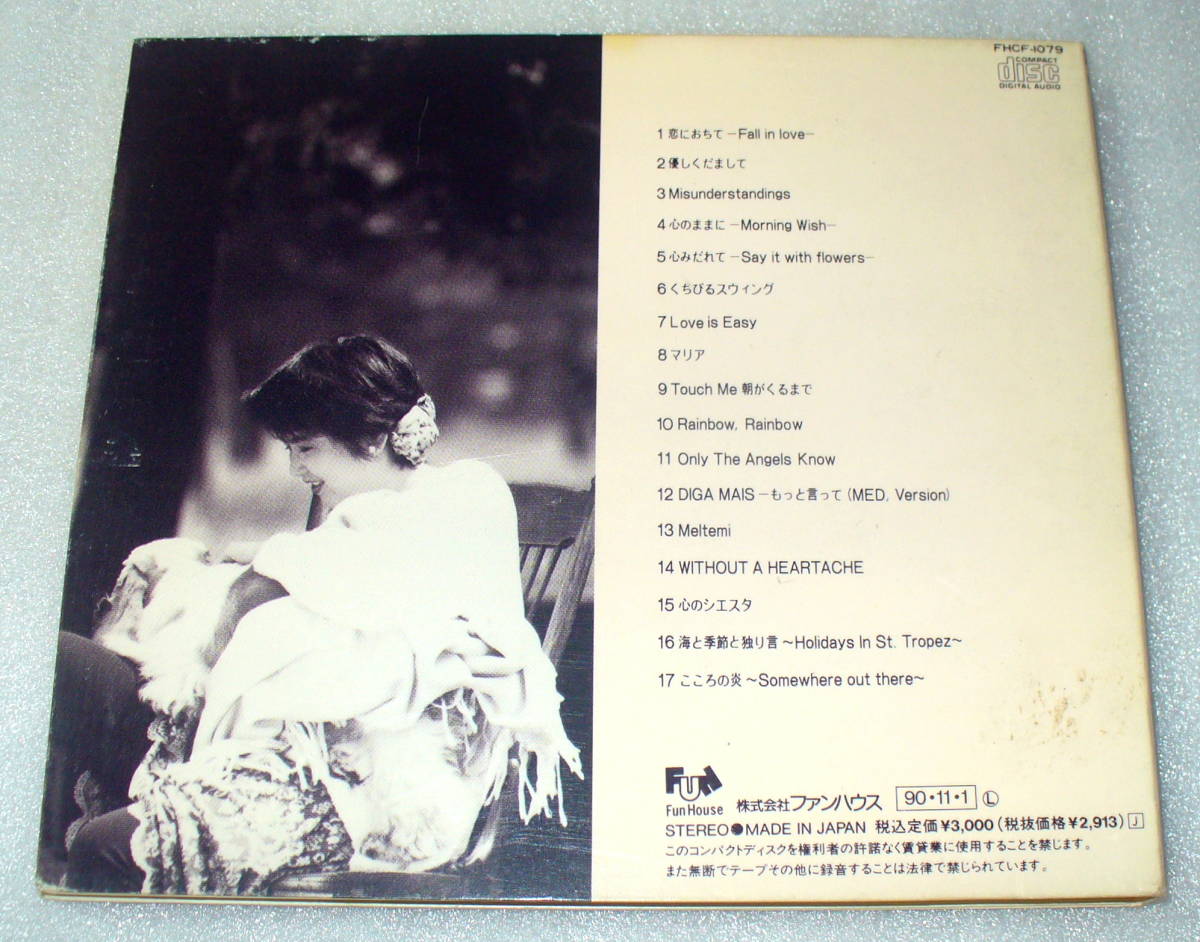 FHCF-1079
COMPACT
disc
DIGITAL AUDIO
1 恋におちて −Fall in love−
2 優しくだまして
3 Misunderstandings
4 心のままに −Morning Wish−
5 心みだれて −Say it with flowers−
6 くちびるスウィング
7 Love is Easy
8 マリア
9 Touch Me 朝がくるまで
10 Rainbow, Rainbow
11 Only The Angels Know
12 DIGA MAIS −もっと言って (MED, Version)
13 Meltemi
14 WITHOUT A HEARTACHE
15 心のシエスタ
16 海と季節と独り言 〜Holidays In St. Tropez〜
17 こころの炎 〜Somewhere out there〜
FUN
Fun House 株式会社ファンハウス 90・11・1 Ⓛ
STEREO●MADE IN JAPAN 税込定価¥3,000(税抜価格¥2,913) J
このコンパクトディスクを権利者の許諾なく賃貸業に使用することを禁じます。
また無断でテープその他に録音することは法律で禁じられています。